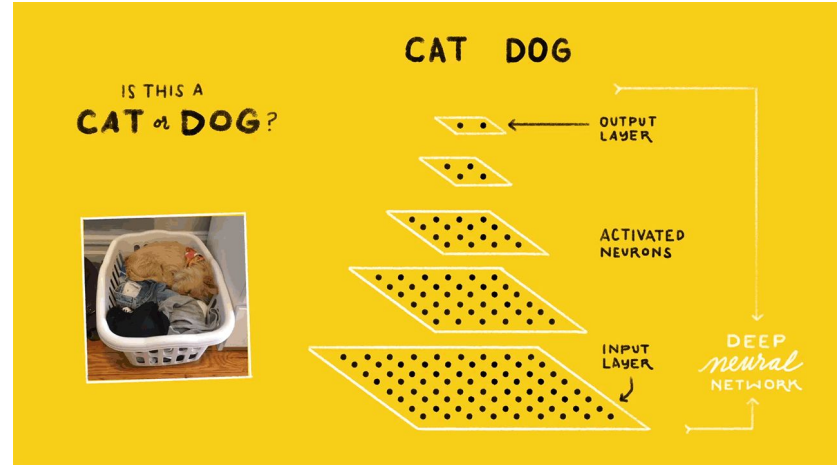 IS THIS A
CAT or DOG?
CAT DOG
OUTPUT
LAYER
ACTIVATED
NEURONS
INPUT
LAYER
DEEP
neural
NETWORK